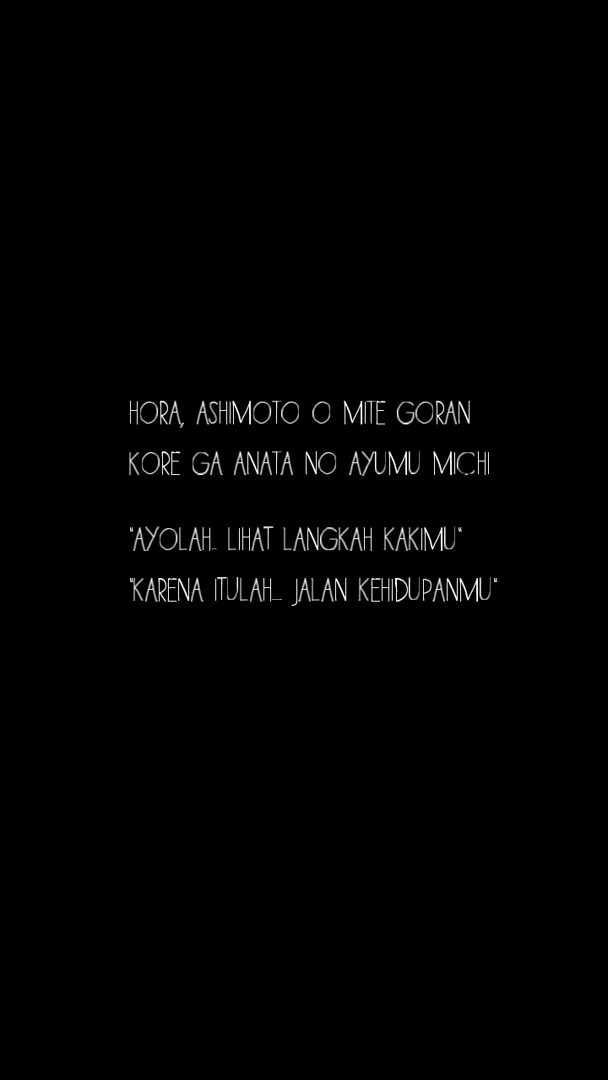 HORA, ASHIMOTO O MITE GORAN
KORE GA ANATA NO AYUMU MICHI
"AYOLAH.. LIHAT LANGKAH KAKIMU"
"KARENA ITULAH.... JALAN KEHIDUPANMU"